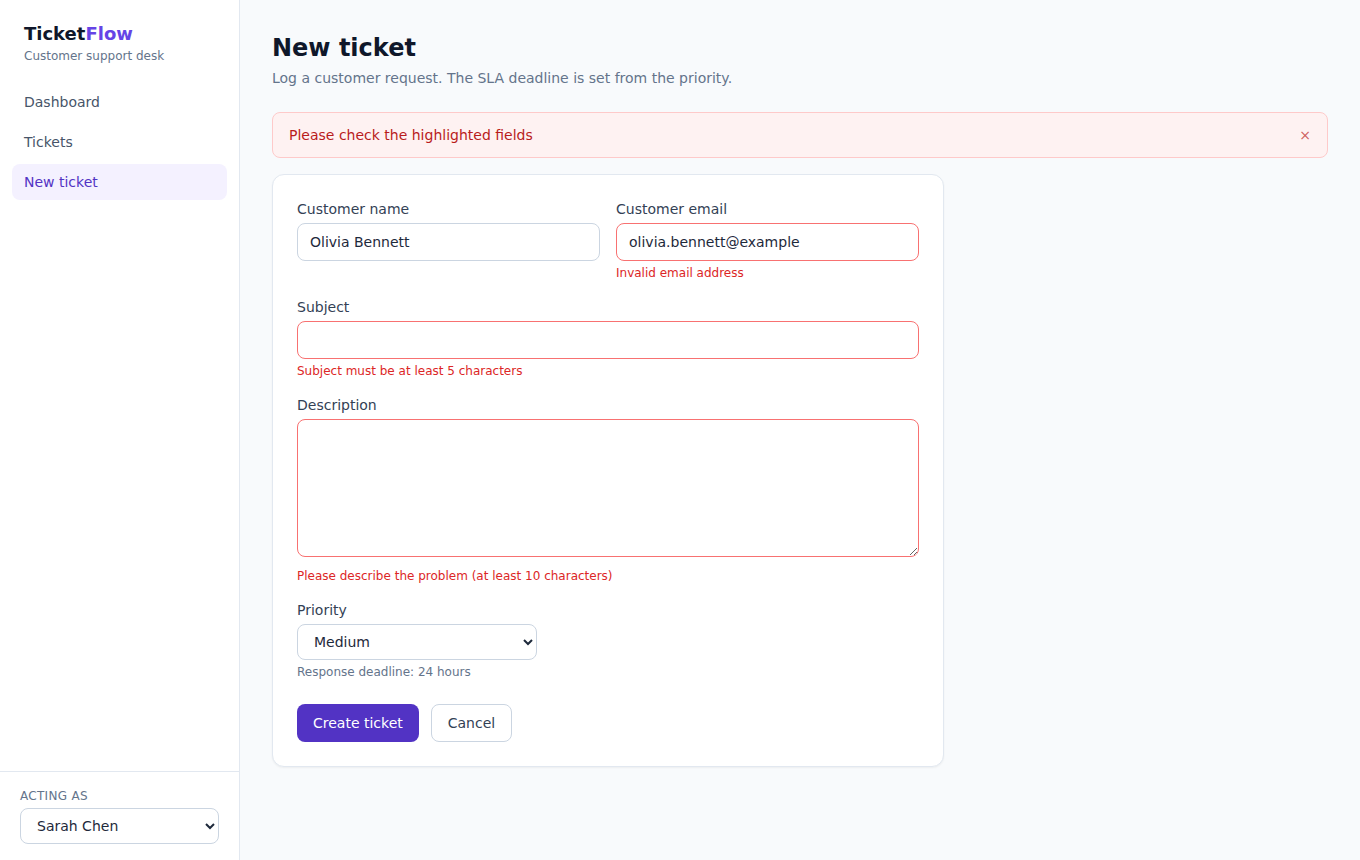 TicketFlow
Customer support desk
Dashboard
Tickets
New ticket
ACTING AS
Sarah Chen
New ticket
Log a customer request. The SLA deadline is set from the priority.
Please check the highlighted fields ×
Customer name
Olivia Bennett
Customer email
olivia.bennett@example
Invalid email address
Subject
Subject must be at least 5 characters
Description
Please describe the problem (at least 10 characters)
Priority
Medium
Response deadline: 24 hours
Create ticket
Cancel